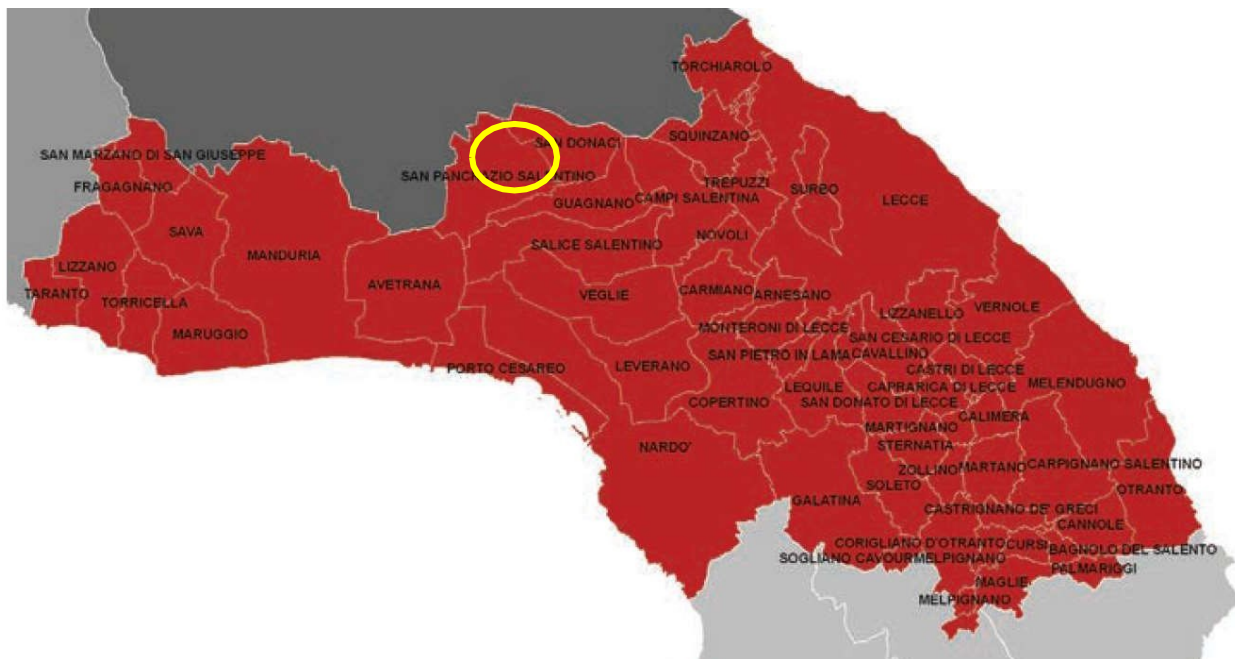 TORCHIAROLO
SQUINZANO
SAN DONACI
SAN MARZANO DI SAN GIUSEPPE
SAN PANCRAZIO SALENTINO
FRAGAGNANO
TREPUZZI
SURBO
CAMPI SALENTINA
LECCE
GUAGNANO
SAVA
NOVOLI
SALICE SALENTINO
MANDURIA
LIZZANO
AVETRANA
CARMIANO
ARNESANO
VEGLIE
TARANTO
TORRICELLA
VERNOLE
LIZZANELLO
MONTERONI DI LECCE
MARUGGIO
SAN CESARIO DI LECCE
SAN PIETRO IN LAMA
CAVALLINO
LEVERANO
PORTO CESAREO
CASTRI DI LECCE
MELENDUGNO
LEQUILE
CAPRARICA DI LECCE
COPERTINO
SAN DONATO DI LECCE
CALIMERA
MARTIGNANO
NARDO'
STERNATIA
CARPIGNANO SALENTINO
ZOLLINO
MARTANO
SOLETO
OTRANTO
GALATINA
CASTRIGNANO DE' GRECI
CANNOLE
CORIGLIANO D'OTRANTO
CURSI
BAGNOLO DEL SALENTO
SOGLIANO CAVOUR
MELPIGNANO
PALMARIGGI
MAGLIE
MELPIGNANO